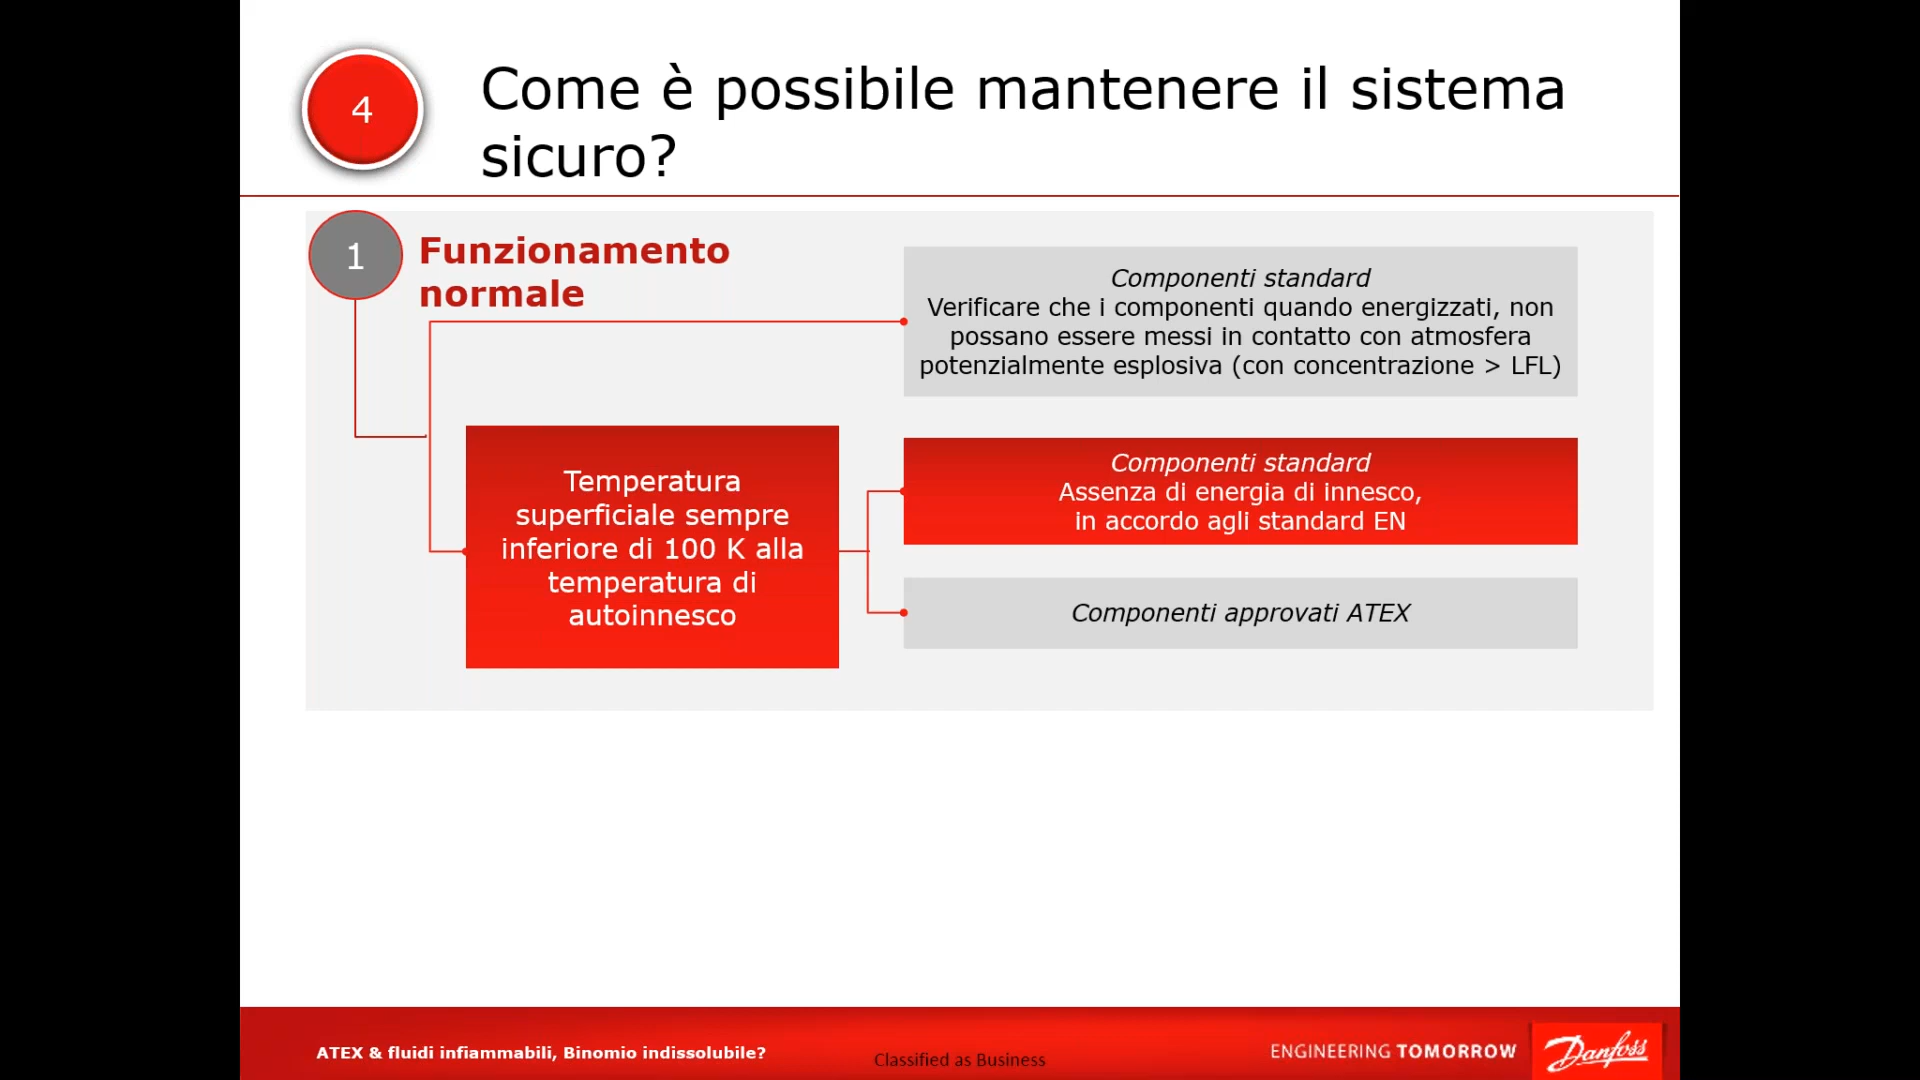 4
Come è possibile mantenere il sistema
sicuro?
1
Funzionamento
normale
Componenti standard
Verificare che i componenti quando energizzati, non
possano essere messi in contatto con atmosfera
potenzialmente esplosiva (con concentrazione > LFL)
Temperatura
superficiale sempre
inferiore di 100 K alla
temperatura di
autoinnesco
Componenti standard
Assenza di energia di innesco,
in accordo agli standard EN
Componenti approvati ATEX
ATEX & fluidi infiammabili, Binomio indissolubile?
Classified as Business
ENGINEERING TOMORROW
Danfoss